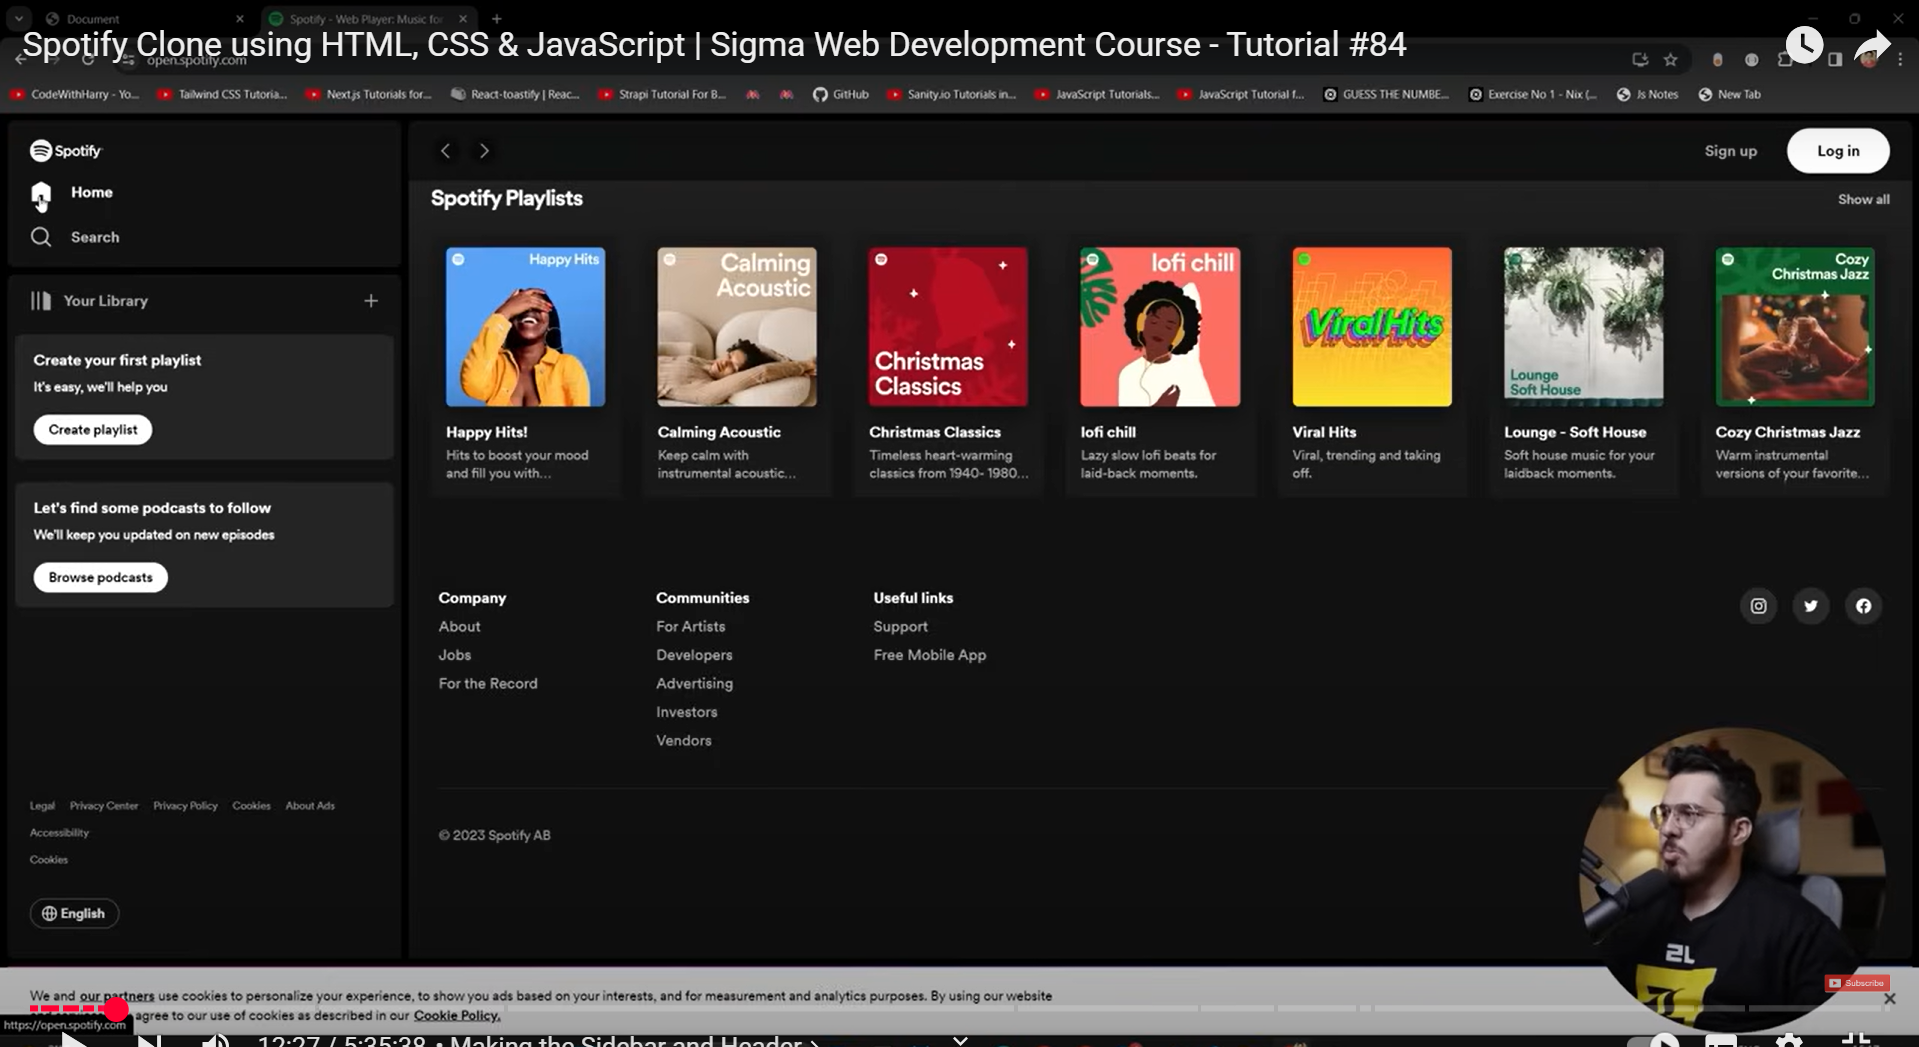 Document
Spotify - Web Player: Music for
Spotify Clone using HTML, CSS & JavaScript | Sigma Web Development Course - Tutorial #84
open.spotify.com
CodeWithHarry - Yo...
Tailwind CSS Tutoria...
Next.js Tutorials for...
React-toastify | Reac...
Strapi Tutorial For B...
GitHub
Sanity.io Tutorials in...
JavaScript Tutorials...
JavaScript Tutorial f...
GUESS THE NUMBE...
Exercise No 1 - Nix (...
Js Notes
New Tab
Spotify
Home
Search
Your Library
Create your first playlist
It's easy, we'll help you
Create playlist
Let's find some podcasts to follow
We'll keep you updated on new episodes
Browse podcasts
Legal Privacy Center Privacy Policy Cookies About Ads
Accessibility
Cookies
English
Sign up
Log in
Spotify Playlists
Show all
Happy Hits
Happy Hits!
Hits to boost your mood
and fill you with...
Calming
Acoustic
Calming Acoustic
Keep calm with
instrumental acoustic...
Christmas
Classics
Christmas Classics
Timeless heart-warming
classics from 1940- 1980...
lofi chill
lofi chill
Lazy slow lofi beats for
laid-back moments.
Viral Hits
Viral Hits
Viral, trending and taking
off.
Lounge
Soft House
Lounge - Soft House
Soft house music for your
laidback moments.
Cozy
Christmas Jazz
Cozy Christmas Jazz
Warm instrumental
versions of your favorite...
Company
About
Jobs
For the Record
Communities
For Artists
Developers
Advertising
Investors
Vendors
Useful links
Support
Free Mobile App
© 2023 Spotify AB
Subscribe
We and our partners use cookies to personalize your experience, to show you ads based on your interests, and for measurement and analytics purposes. By using our website
agree to our use of cookies as described in our Cookie Policy.
https://open.spotify.com
12:27 / 5:35:38 • Making the Sidebar and Header